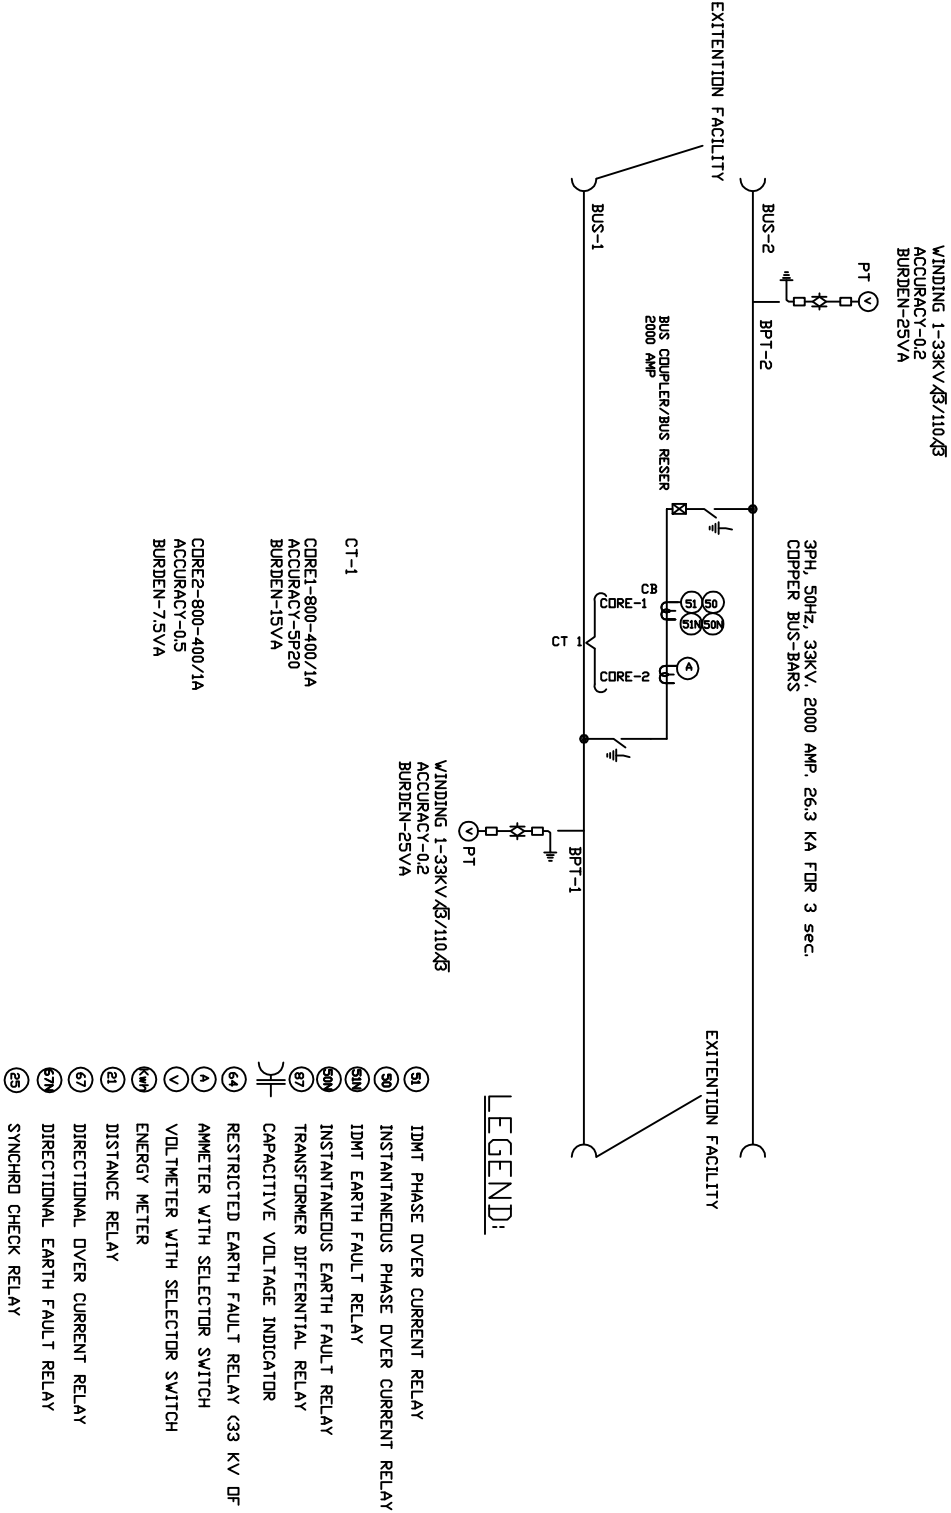 WINDING 1-33KV/√3/110/√3
ACCURACY-0.2
BURDEN-25VA
PT
V
EXITENTION FACILITY
BUS-2
BPT-2
3PH, 50Hz, 33KV, 2000 AMP. 26.3 KA FOR 3 sec.
COPPER BUS-BARS
EXITENTION FACILITY
BUS COUPLER/BUS RESER
2000 AMP
50
50N
51
51N
A
CB
CORE-1
CORE-2
CT 1
BUS-1
BPT-1
PT
V
WINDING 1-33KV/√3/110/√3
ACCURACY-0.2
BURDEN-25VA
CT-1
CORE1-800-400/1A
ACCURACY-5P20
BURDEN-15VA
CORE2-800-400/1A
ACCURACY-0.5
BURDEN-7.5VA
LEGEND:
51 IDMT PHASE OVER CURRENT RELAY
50 INSTANTANEOUS PHASE OVER CURRENT RELAY
51N IDMT EARTH FAULT RELAY
50N INSTANTANEOUS EARTH FAULT RELAY
87 TRANSFORMER DIFFERNTIAL RELAY
CAPACITIVE VOLTAGE INDICATOR
64 RESTRICTED EARTH FAULT RELAY (33 KV OF
A AMMETER WITH SELECTOR SWITCH
V VOLTMETER WITH SELECTOR SWITCH
KWH ENERGY METER
21 DISTANCE RELAY
67 DIRECTIONAL OVER CURRENT RELAY
67N DIRECTIONAL EARTH FAULT RELAY
25 SYNCHRO CHECK RELAY